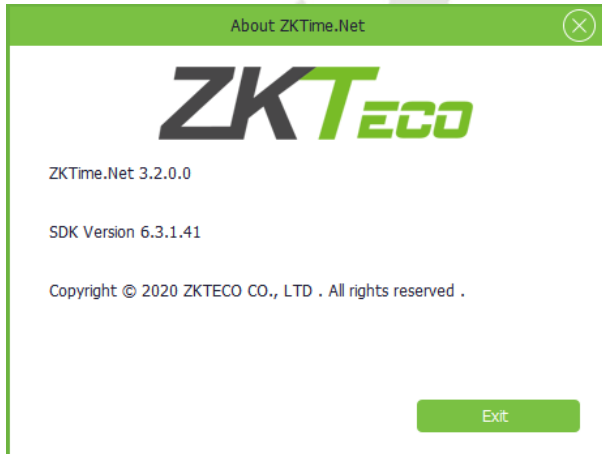 About ZKTime.Net
ZKTECO
ZKTime.Net 3.2.0.0
SDK Version 6.3.1.41
Copyright © 2020 ZKTECO CO., LTD . All rights reserved .
Exit